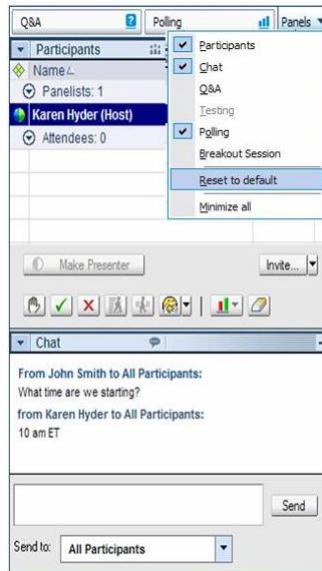 Q&A
Polling
Panels
Participants
Participants
Chat
Name
Q&A
Panelists: 1
Testing
Karen Hyder (Host)
Polling
Attendees: 0
Breakout Session
Reset to default
Minimize all
Make Presenter
Invite...
Chat
From John Smith to All Participants:
What time are we starting?
from Karen Hyder to All Participants:
10 am ET
Send
Send to:
All Participants